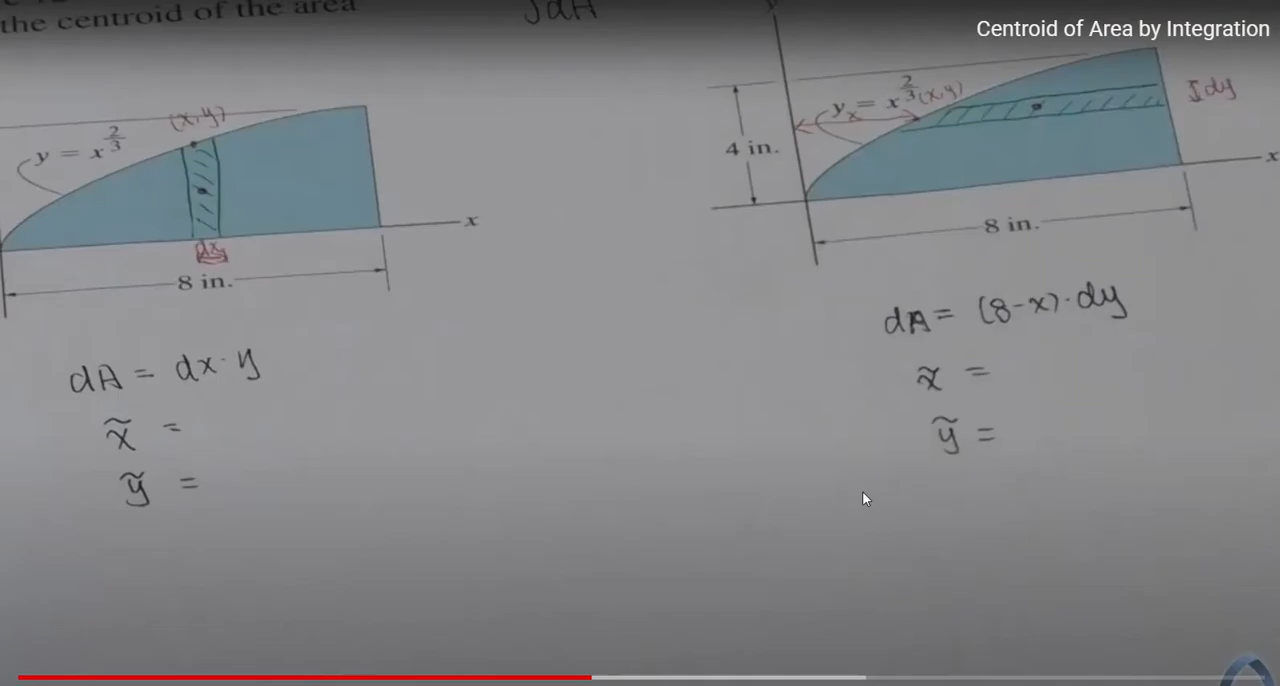 the centroid of the area
∫dA
Centroid of Area by Integration
y = x^{2/3}
(x,y)
dx
8 in.
x
dA = dx · y
x̃ =
ỹ =
y
y = x^{2/3}
(x,y)
x
dy
4 in.
8 in.
x
dA = (8-x) · dy
x̃ =
ỹ =